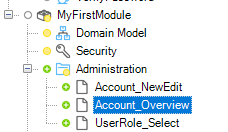 MyFirstModule
Domain Model
Security
Administration
Account_NewEdit
Account_Overview
UserRole_Select